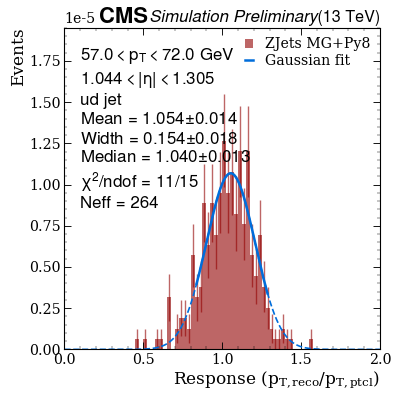 1e-5 CMS Simulation Preliminary (13 TeV)
Events
57.0 < pT < 72.0 GeV
1.044 < |η| < 1.305
ud jet
Mean = 1.054±0.014
Width = 0.154±0.018
Median = 1.040±0.013
χ²/ndof = 11/15
Neff = 264
ZJets MG+Py8
Gaussian fit
1.75
1.50
1.25
1.00
0.75
0.50
0.25
0.00
0.0 0.5 1.0 1.5 2.0
Response (pT,reco/pT,ptcl)